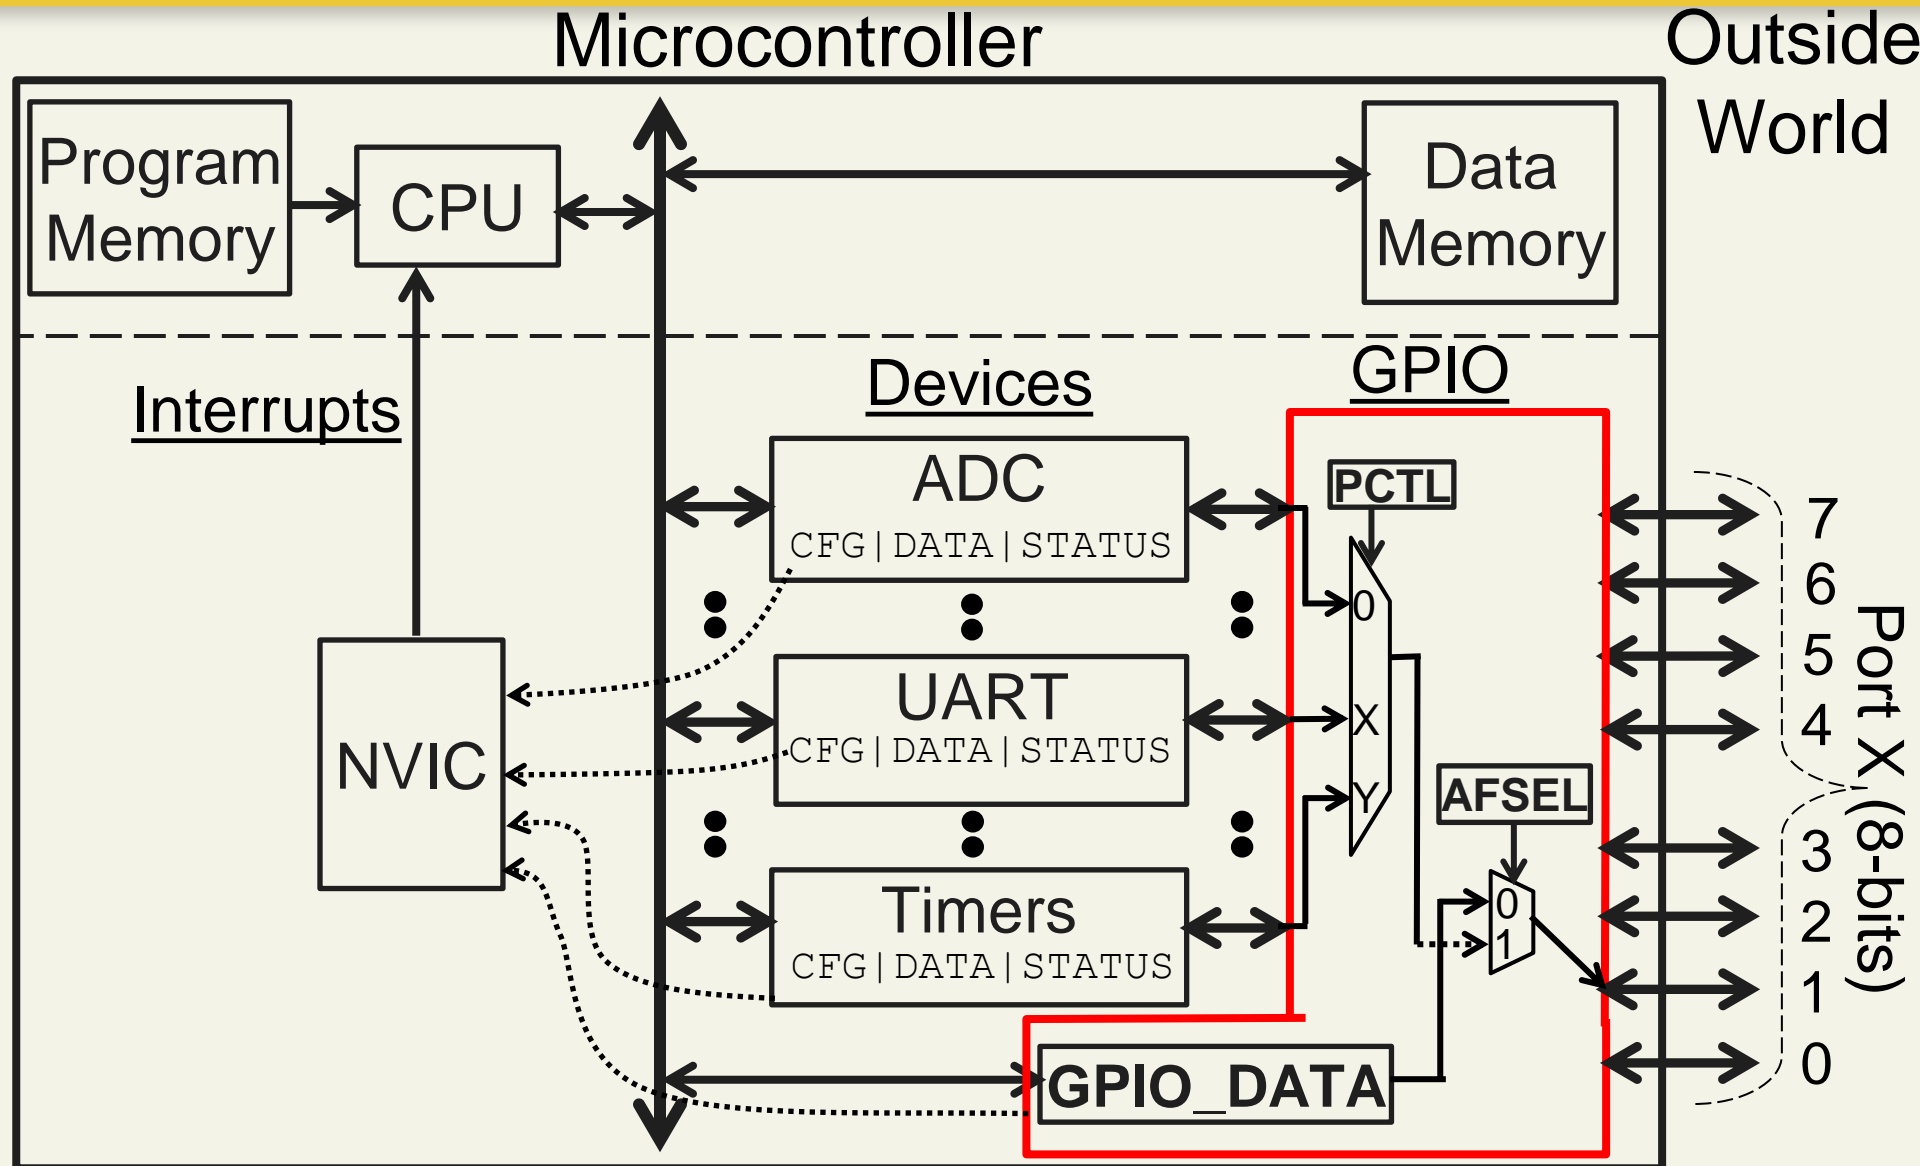 Microcontroller
Outside
World
Program
Memory
CPU
Data
Memory
Interrupts
Devices
GPIO
ADC
CFG|DATA|STATUS
PCTL
0
X
Y
UART
CFG|DATA|STATUS
NVIC
AFSEL
0
1
Timers
CFG|DATA|STATUS
GPIO_DATA
7
6
5
4
3
2
1
0
Port X (8-bits)